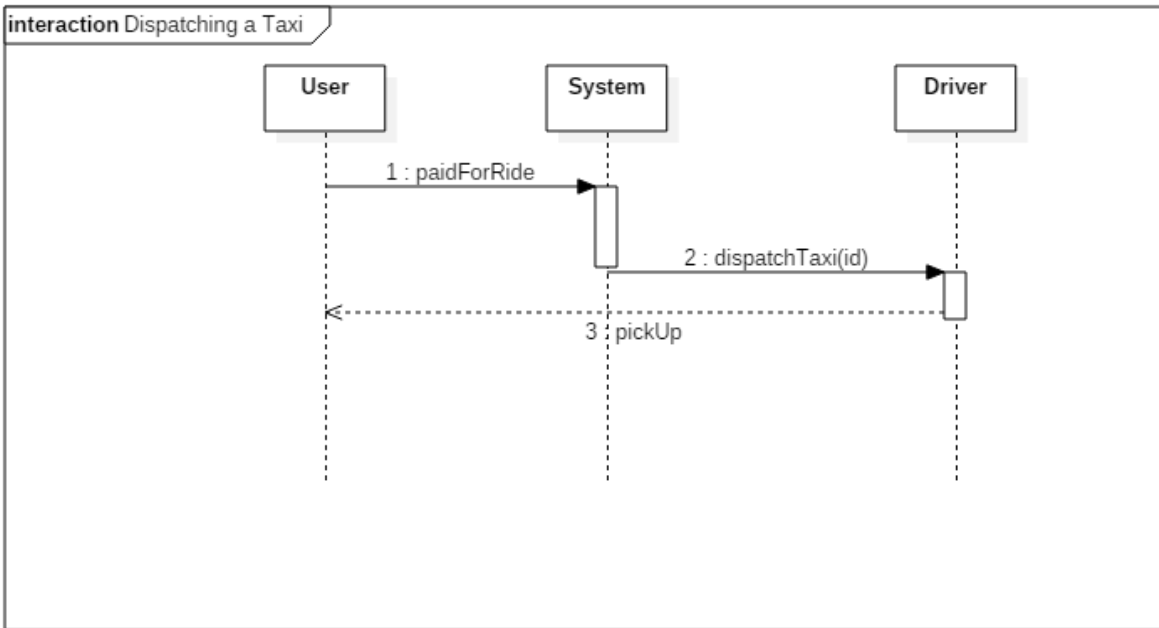 interaction Dispatching a Taxi
User
System
Driver
1 : paidForRide
2 : dispatchTaxi(id)
3 : pickUp